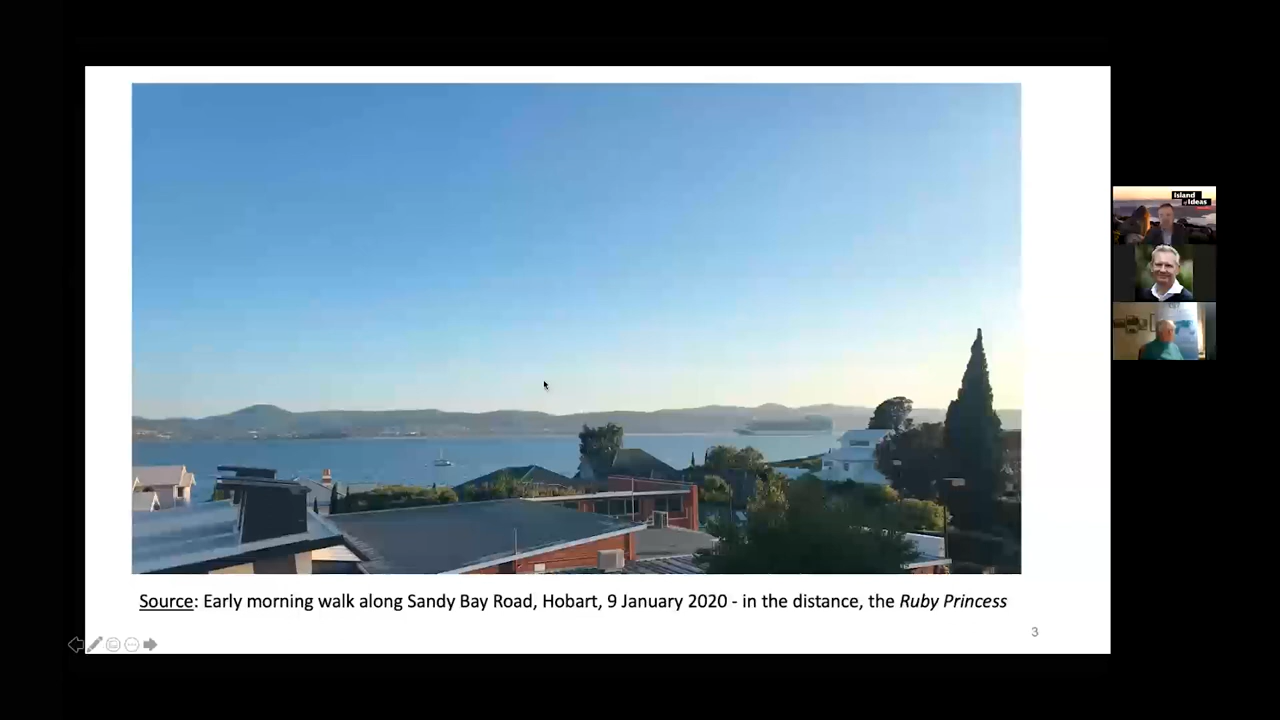 Island
of Ideas
Source: Early morning walk along Sandy Bay Road, Hobart, 9 January 2020 - in the distance, the Ruby Princess
3